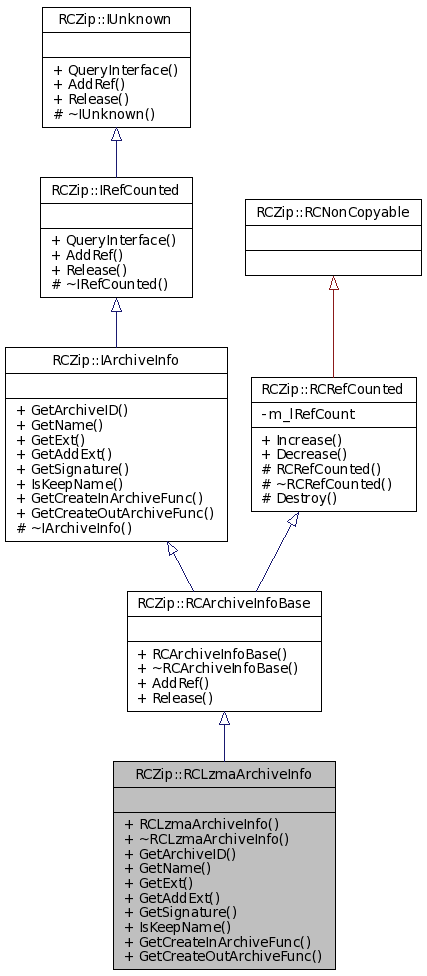 RCZip::IUnknown
+ QueryInterface()
+ AddRef()
+ Release()
# ~IUnknown()
RCZip::IRefCounted
+ QueryInterface()
+ AddRef()
+ Release()
# ~IRefCounted()
RCZip::RCNonCopyable
RCZip::IArchiveInfo
+ GetArchiveID()
+ GetName()
+ GetExt()
+ GetAddExt()
+ GetSignature()
+ IsKeepName()
+ GetCreateInArchiveFunc()
+ GetCreateOutArchiveFunc()
# ~IArchiveInfo()
RCZip::RCRefCounted
- m_lRefCount
+ Increase()
+ Decrease()
# RCRefCounted()
# ~RCRefCounted()
# Destroy()
RCZip::RCArchiveInfoBase
+ RCArchiveInfoBase()
+ ~RCArchiveInfoBase()
+ AddRef()
+ Release()
RCZip::RCLzmaArchiveInfo
+ RCLzmaArchiveInfo()
+ ~RCLzmaArchiveInfo()
+ GetArchiveID()
+ GetName()
+ GetExt()
+ GetAddExt()
+ GetSignature()
+ IsKeepName()
+ GetCreateInArchiveFunc()
+ GetCreateOutArchiveFunc()